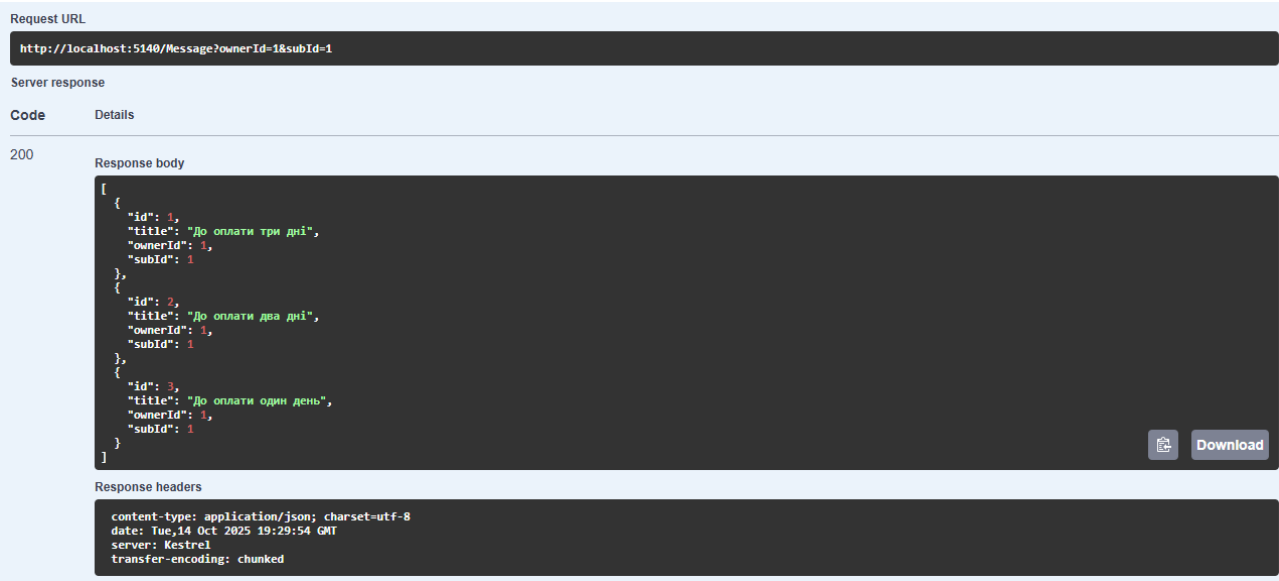 Request URL
http://localhost:5140/Message?ownerId=1&subId=1
Server response
Code Details
200
Response body
[
  {
    "id": 1,
    "title": "До оплати три дні",
    "ownerId": 1,
    "subId": 1
  },
  {
    "id": 2,
    "title": "До оплати два дні",
    "ownerId": 1,
    "subId": 1
  },
  {
    "id": 3,
    "title": "До оплати один день",
    "ownerId": 1,
    "subId": 1
  }
]
Download
Response headers
content-type: application/json; charset=utf-8
date: Tue,14 Oct 2025 19:29:54 GMT
server: Kestrel
transfer-encoding: chunked